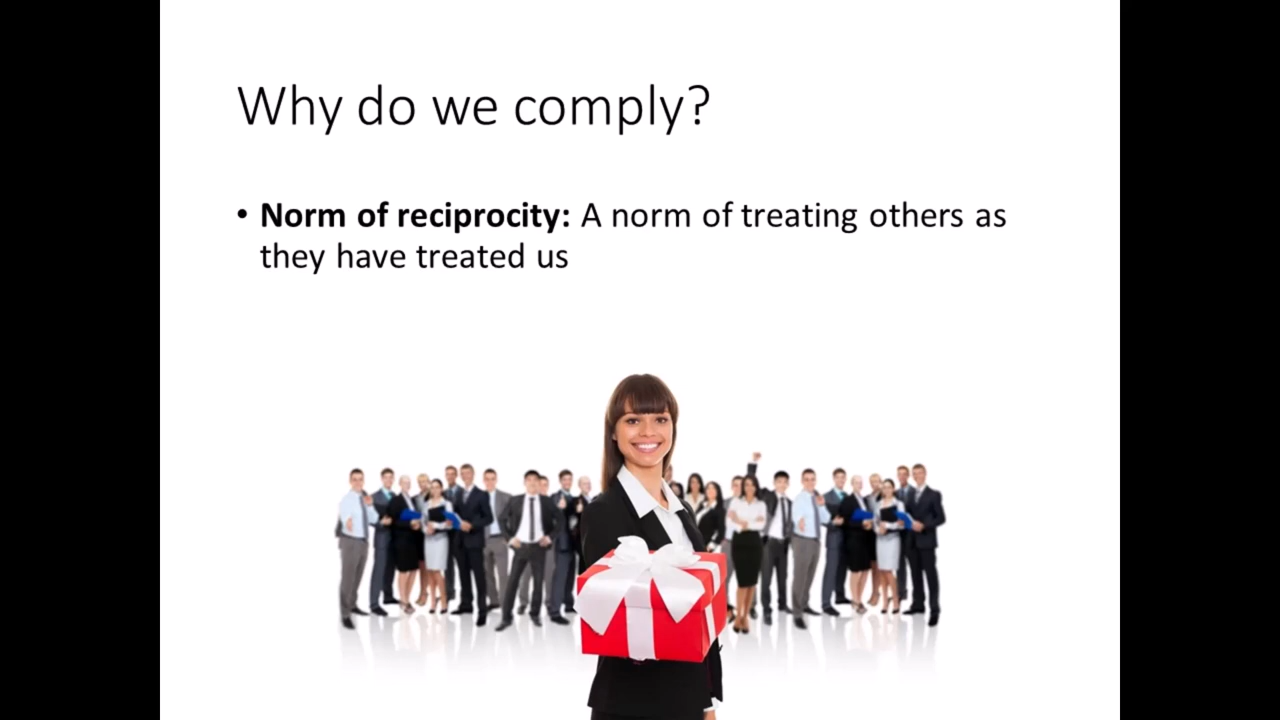 Why do we comply?
• Norm of reciprocity: A norm of treating others as
they have treated us